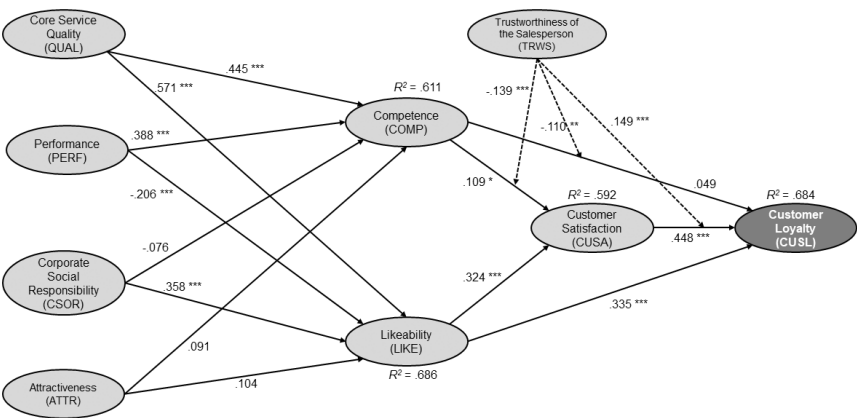 Core Service
Quality
(QUAL)
Trustworthiness of
the Salesperson
(TRWS)
.445 ***
.571 ***
R² = .611
-.139 ***
Competence
(COMP)
.149 ***
-.110 **
Performance
(PERF)
.388 ***
-.206 ***
.109 *
.049
R² = .592
R² = .684
Customer
Satisfaction
(CUSA)
Customer
Loyalty
(CUSL)
.448 ***
-.076
Corporate
Social
Responsibility
(CSOR)
.358 ***
.324 ***
.335 ***
Likeability
(LIKE)
.091
R² = .686
Attractiveness
(ATTR)
.104